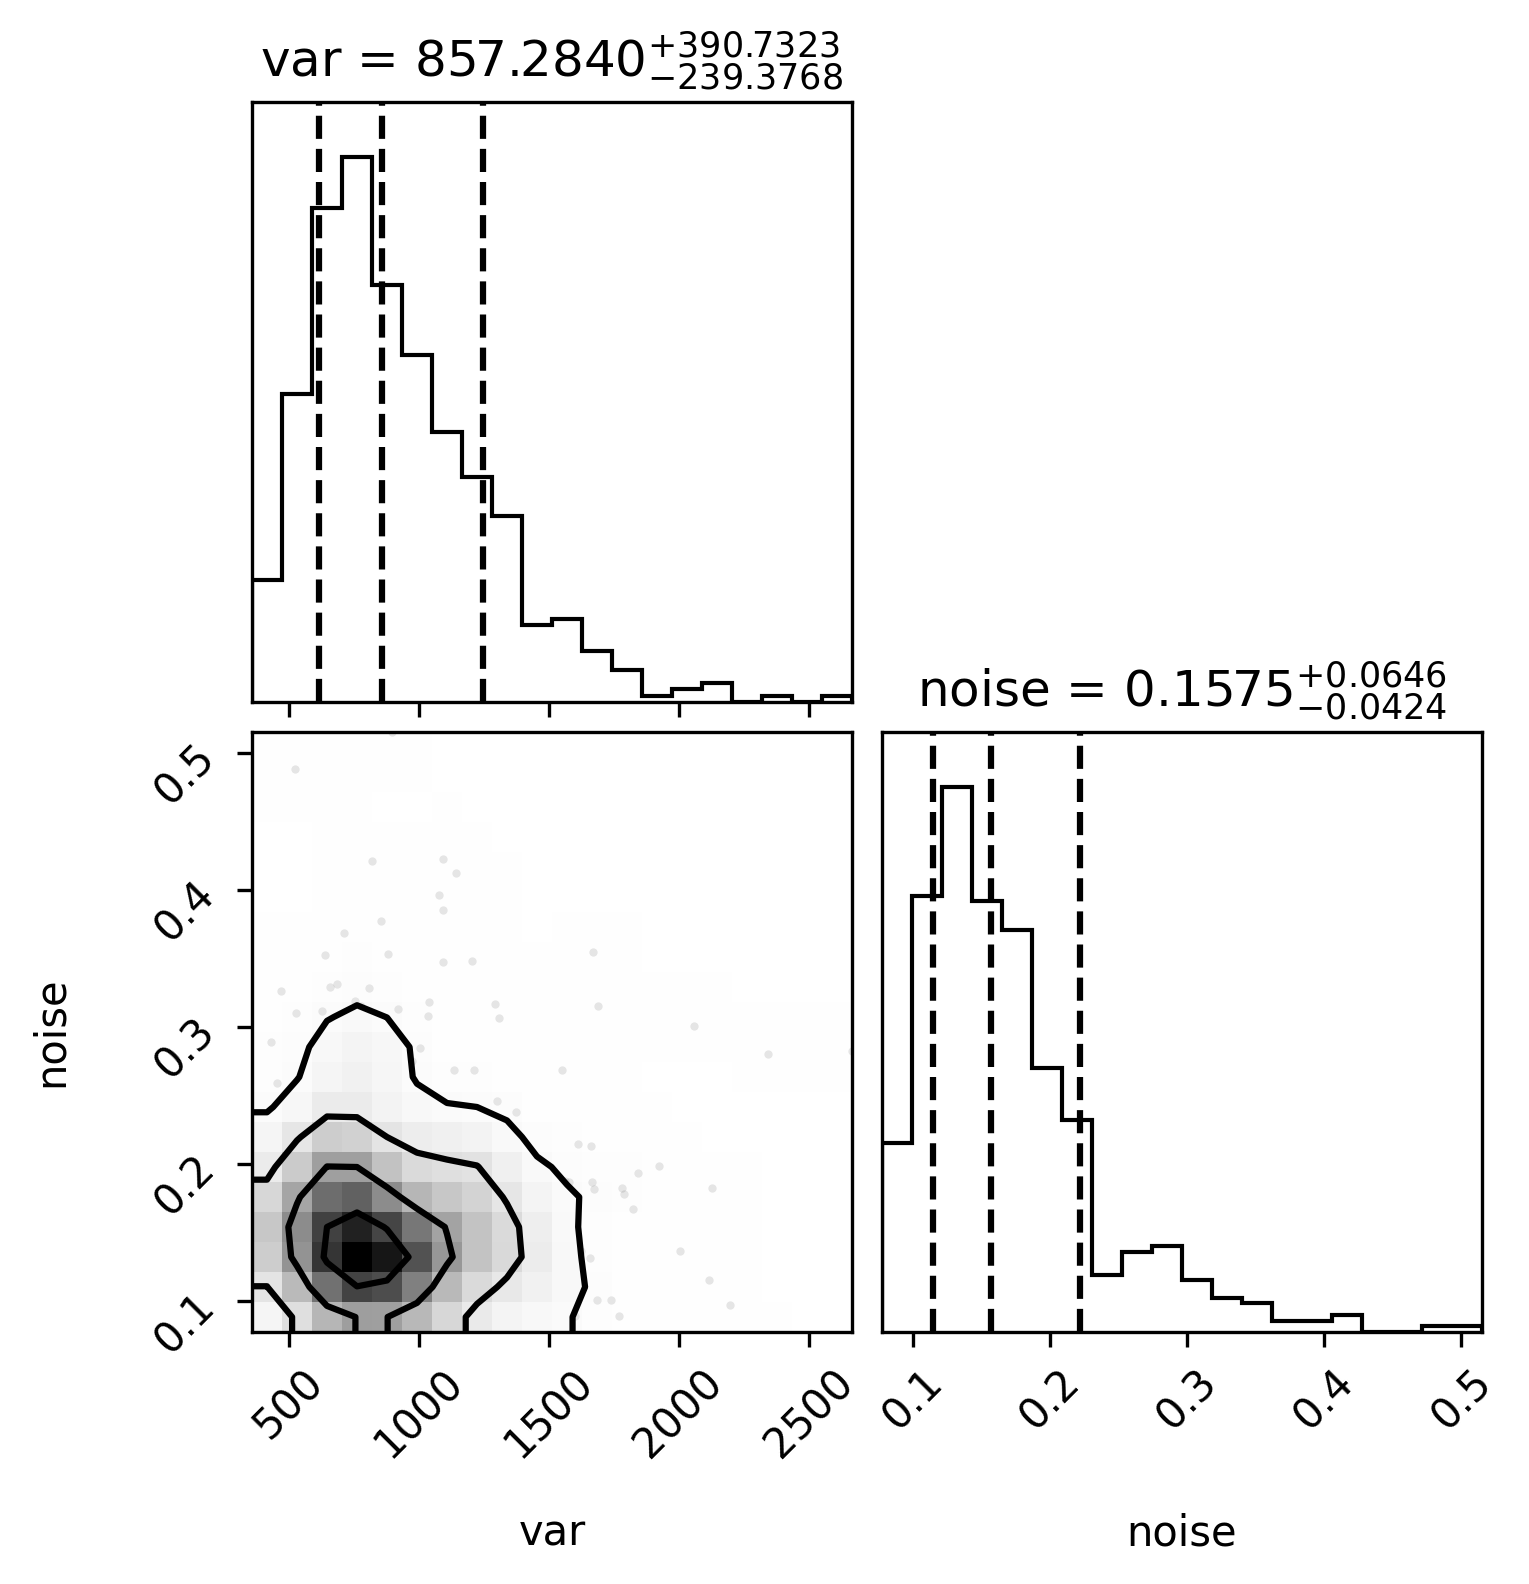 var = 857.2840+390.7323−239.3768
noise = 0.1575+0.0646−0.0424
0.5
0.4
0.3
0.2
0.1
noise
500 1000 1500 2000 2500
0.1 0.2 0.3 0.4 0.5
var
noise